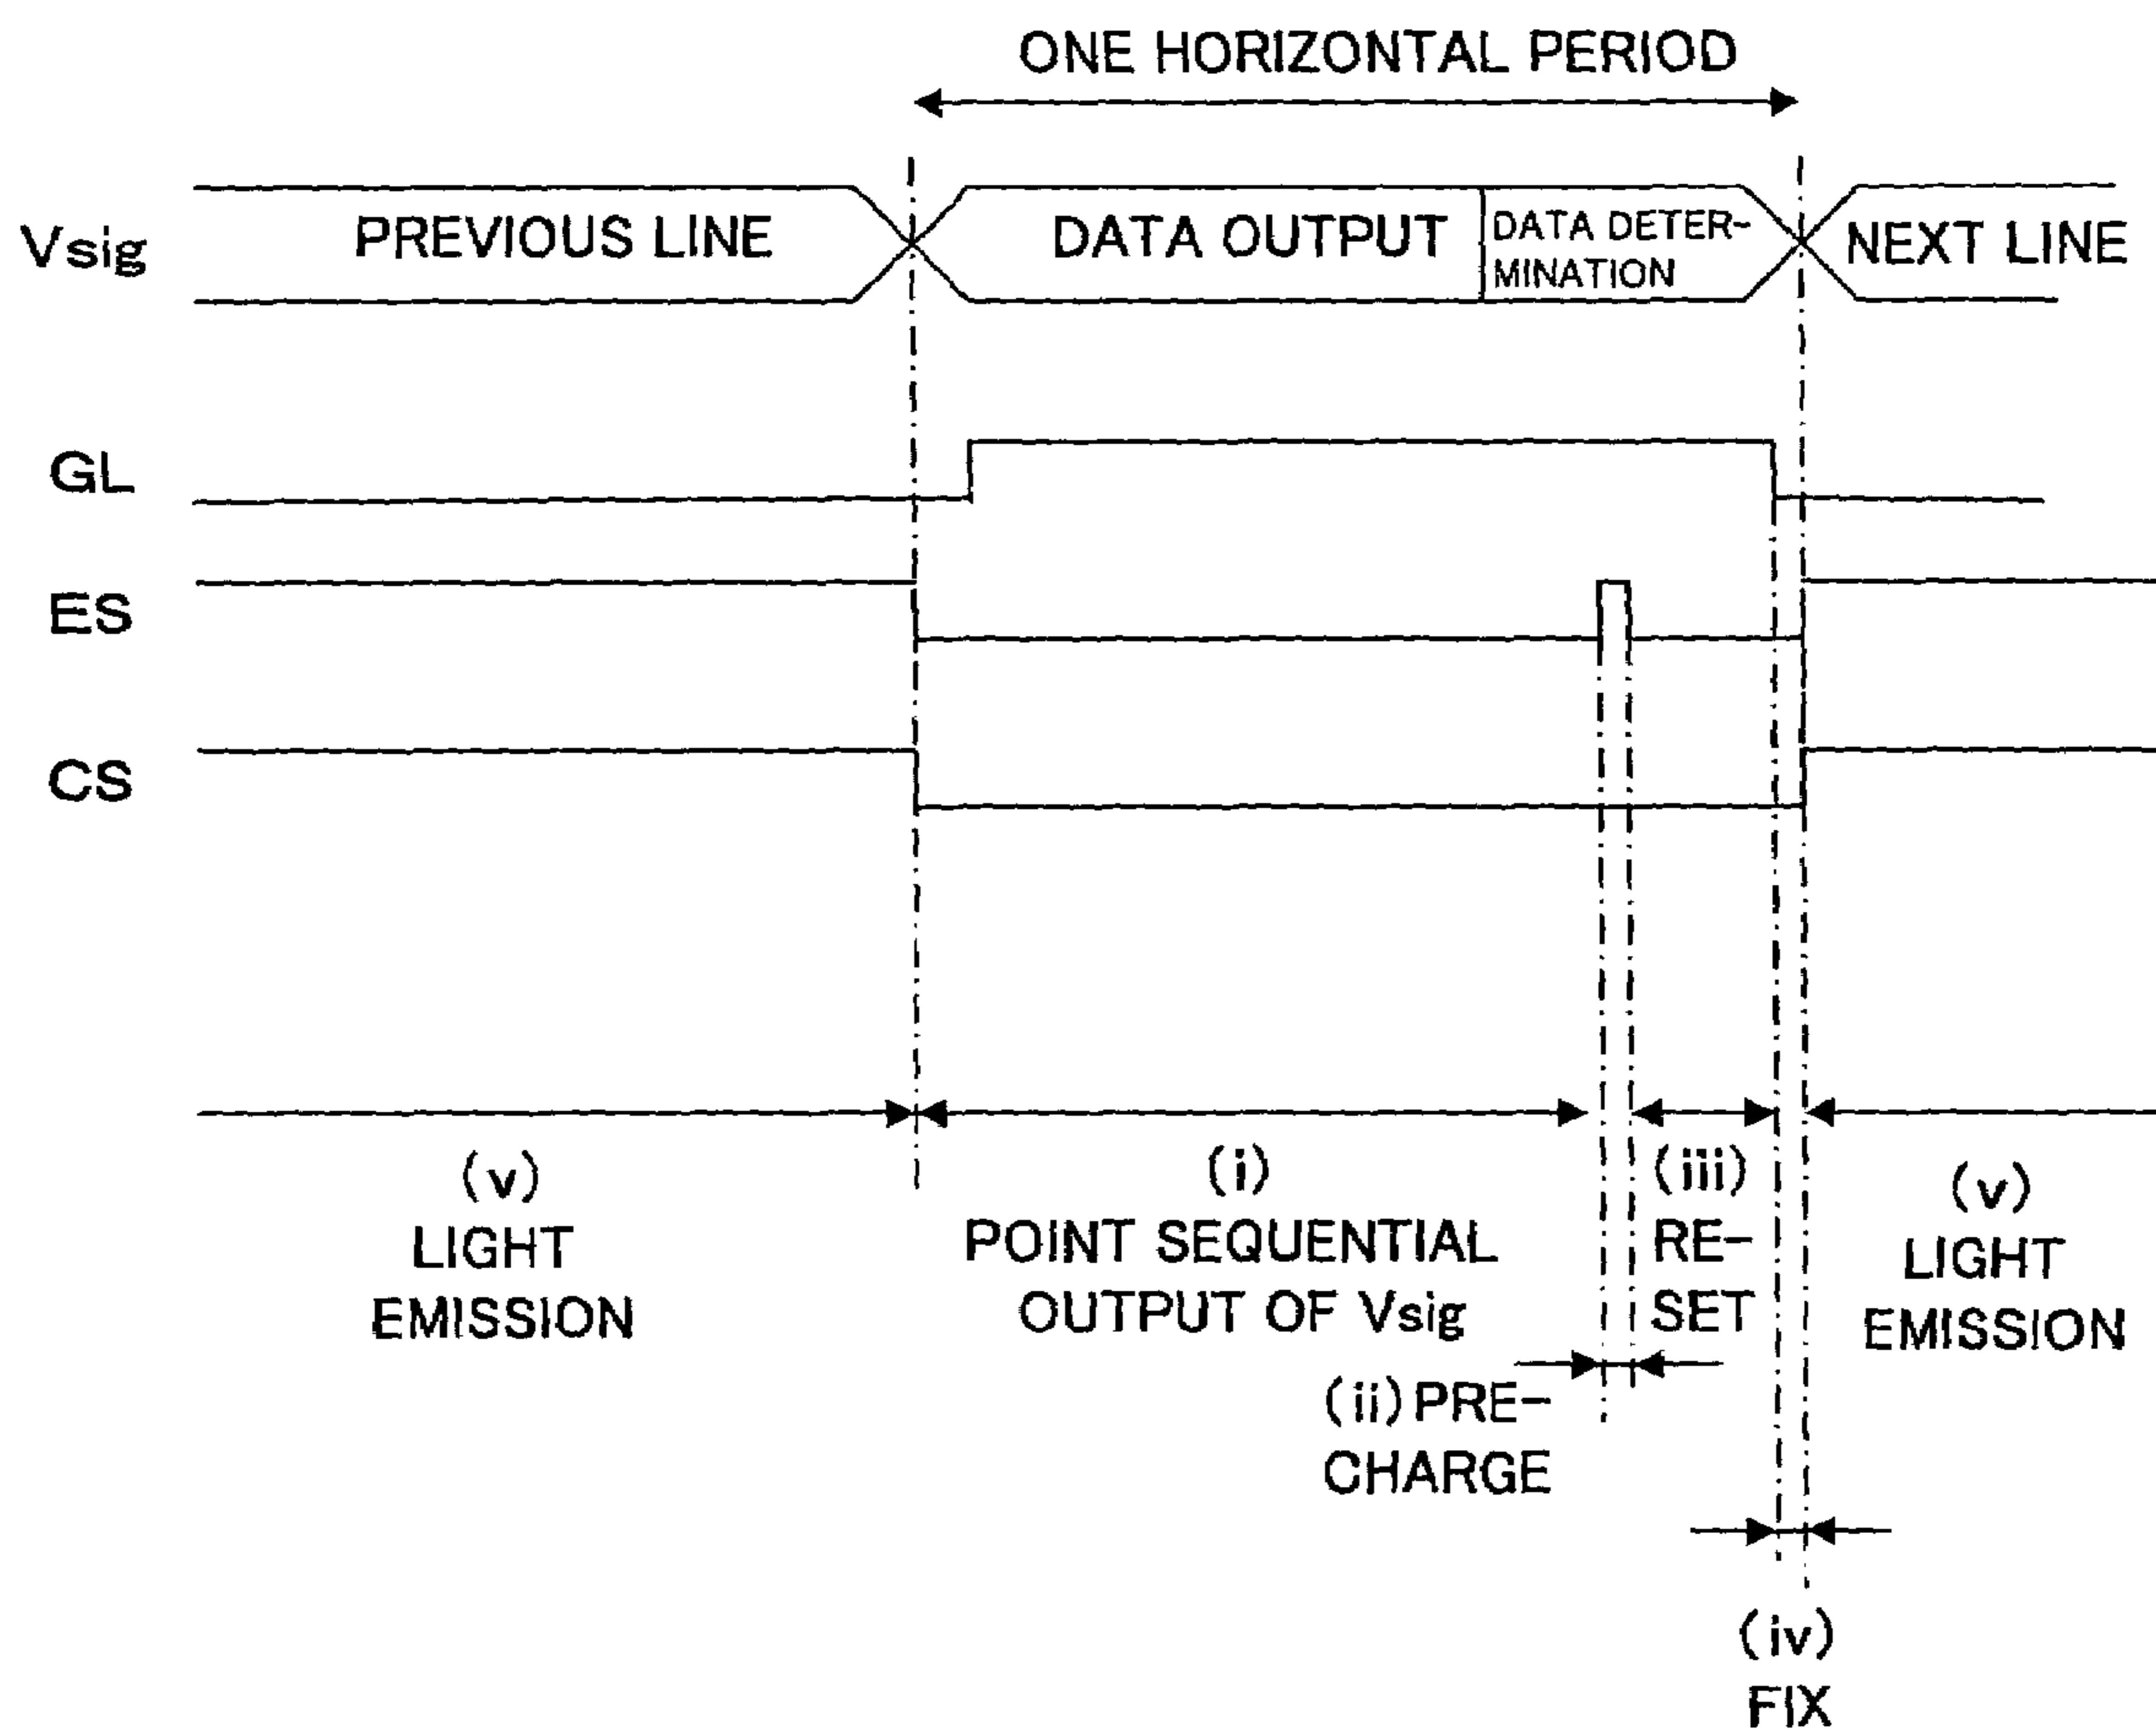 ONE HORIZONTAL PERIOD
Vsig
PREVIOUS LINE
DATA OUTPUT
DATA DETER-
MINATION
NEXT LINE
GL
ES
CS
(v)
LIGHT
EMISSION
(i)
POINT SEQUENTIAL
OUTPUT OF Vsig
(iii)
RE-
SET
(v)
LIGHT
EMISSION
(ii) PRE-
CHARGE
(iv)
FIX